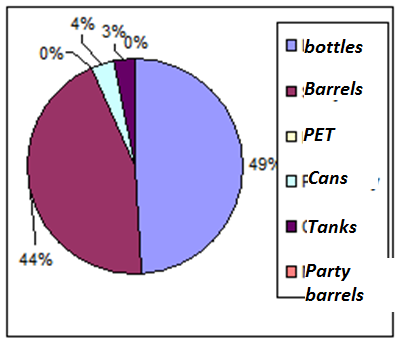 4%
3%
0%
0%
49%
44%
bottles
Barrels
PET
Cans
Tanks
Party
barrels